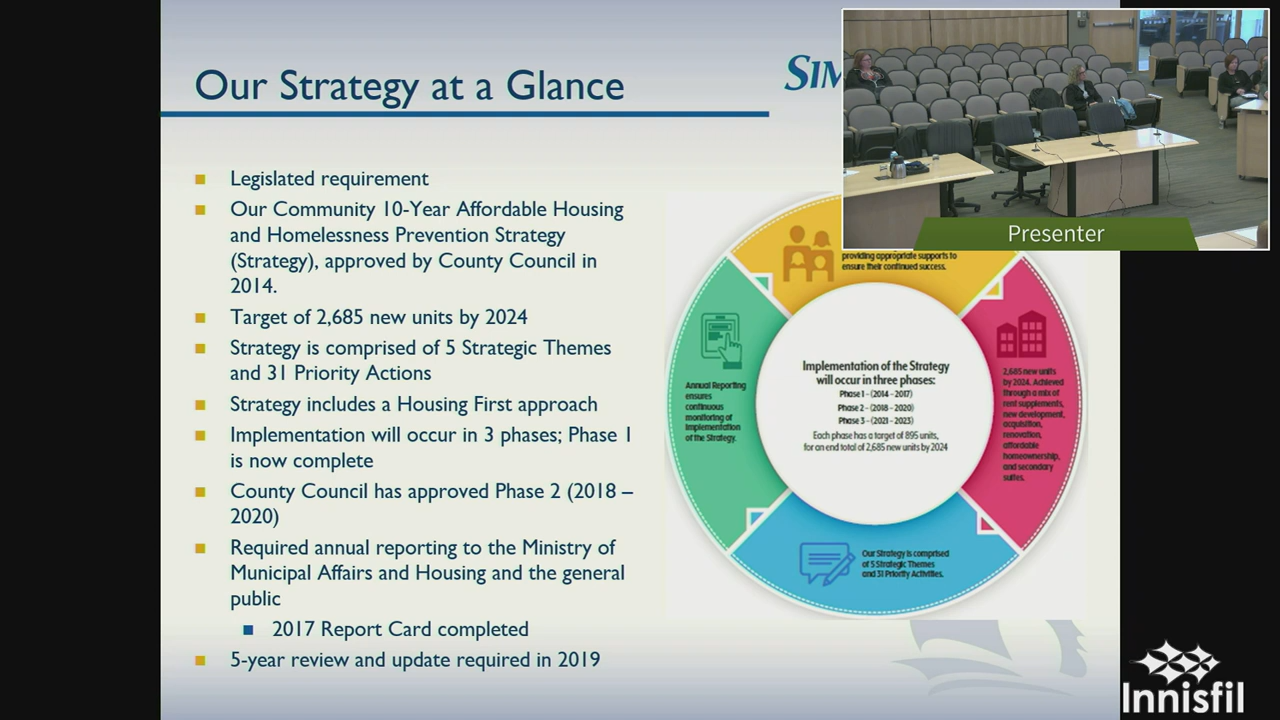 Our Strategy at a Glance
Legislated requirement
Our Community 10-Year Affordable Housing
and Homelessness Prevention Strategy
(Strategy), approved by County Council in
2014.
Target of 2,685 new units by 2024
Strategy is comprised of 5 Strategic Themes
and 31 Priority Actions
Strategy includes a Housing First approach
Implementation will occur in 3 phases; Phase 1
is now complete
County Council has approved Phase 2 (2018 –
2020)
Required annual reporting to the Ministry of
Municipal Affairs and Housing and the general
public
2017 Report Card completed
5-year review and update required in 2019
Presenter
providing appropriate supports to
ensure their continued success.
Annual Reporting
ensures
continuous
monitoring of
implementation
of the Strategy.
Implementation of the Strategy
will occur in three phases:
Phase 1 - (2014 - 2017)
Phase 2 - (2018 - 2020)
Phase 3 - (2021 - 2023)
Each phase has a target of 895 units,
for an end total of 2,685 new units by 2024
2,685 new units
by 2024. Achieved
through a mix of
rent supplements,
new development,
acquisition,
renovation,
affordable
homeownership,
and secondary
suites.
Our Strategy is comprised
of 5 Strategic Themes
and 31 Priority Activities.
Innisfil